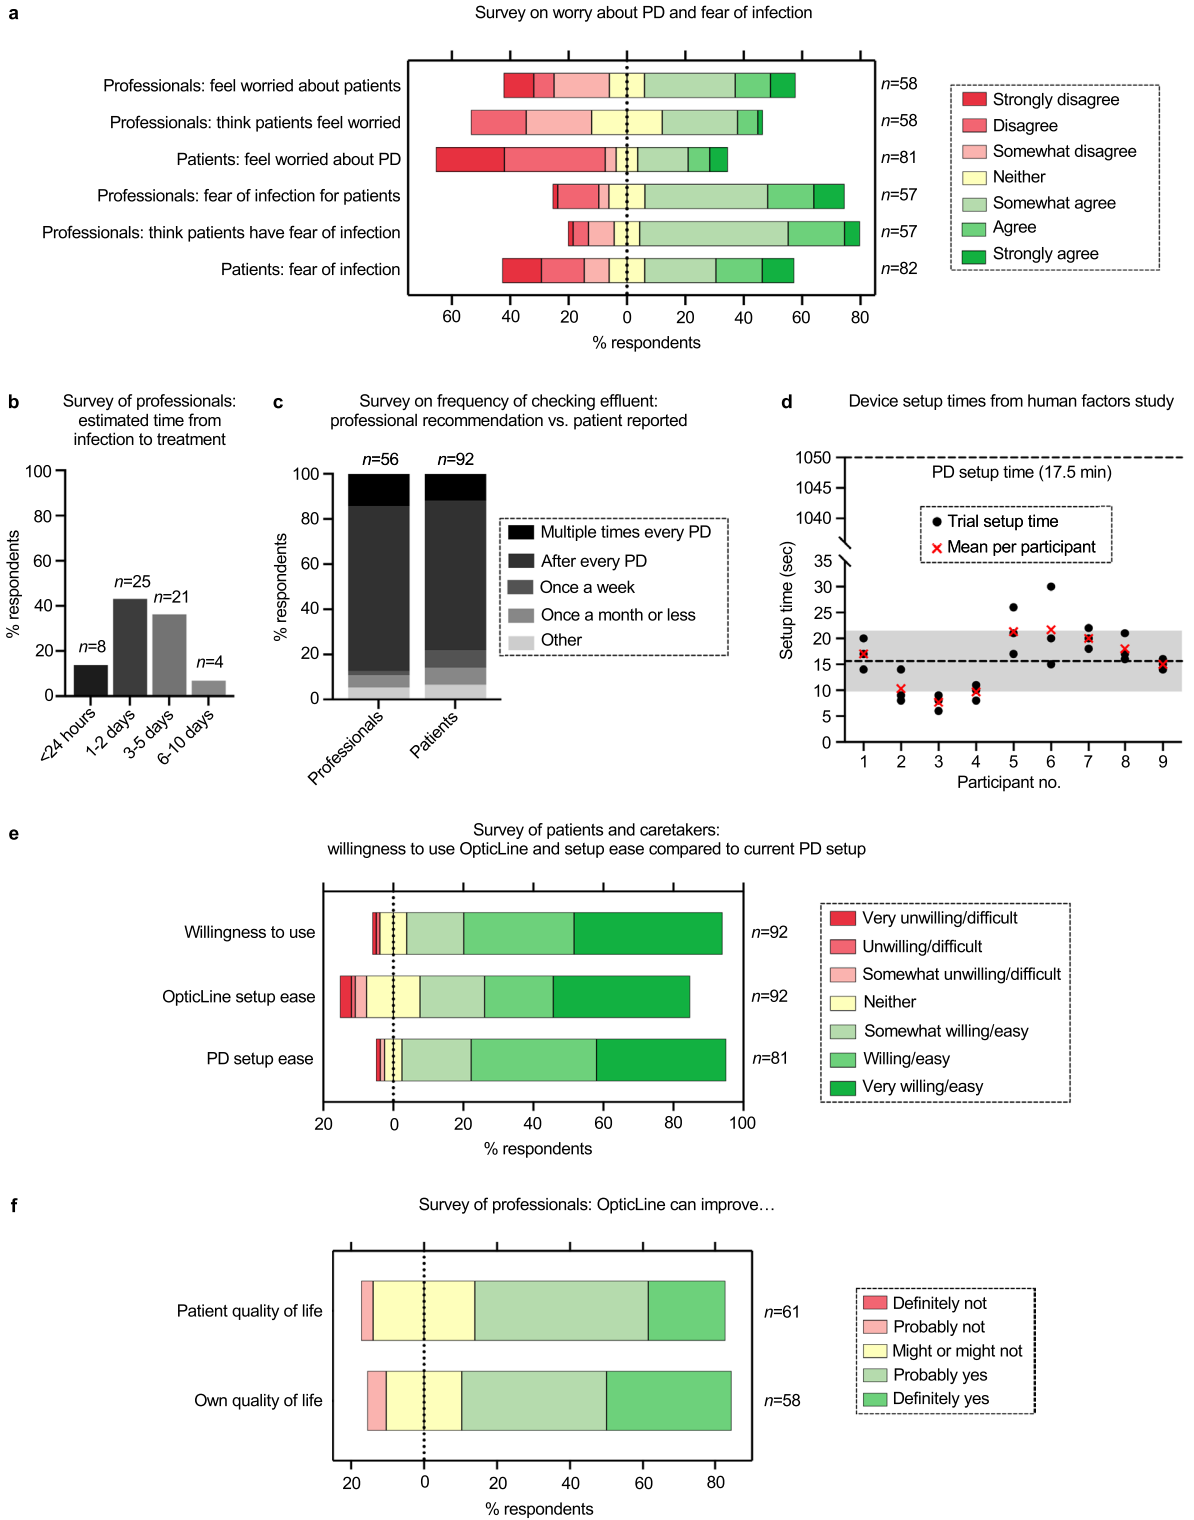 a
Survey on worry about PD and fear of infection
Professionals: feel worried about patients
n=58
Professionals: think patients feel worried
n=58
Patients: feel worried about PD
n=81
Professionals: fear of infection for patients
n=57
Professionals: think patients have fear of infection
n=57
Patients: fear of infection
n=82
60 40 20 0 20 40 60 80
% respondents
Strongly disagree
Disagree
Somewhat disagree
Neither
Somewhat agree
Agree
Strongly agree
b
Survey of professionals:
estimated time from
infection to treatment
% respondents
100
80
60
40
20
0
n=8
n=25
n=21
n=4
<24 hours
1-2 days
3-5 days
6-10 days
c
Survey on frequency of checking effluent:
professional recommendation vs. patient reported
n=56
n=92
% respondents
100
80
60
40
20
0
Professionals
Patients
Multiple times every PD
After every PD
Once a week
Once a month or less
Other
d
Device setup times from human factors study
Setup time (sec)
1050
1045
1040
35
30
25
20
15
10
5
0
PD setup time (17.5 min)
Trial setup time
Mean per participant
1 2 3 4 5 6 7 8 9
Participant no.
e
Survey of patients and caretakers:
willingness to use OpticLine and setup ease compared to current PD setup
Willingness to use
n=92
OpticLine setup ease
n=92
PD setup ease
n=81
20 0 20 40 60 80 100
% respondents
Very unwilling/difficult
Unwilling/difficult
Somewhat unwilling/difficult
Neither
Somewhat willing/easy
Willing/easy
Very willing/easy
f
Survey of professionals: OpticLine can improve…
Patient quality of life
n=61
Own quality of life
n=58
20 0 20 40 60 80
% respondents
Definitely not
Probably not
Might or might not
Probably yes
Definitely yes